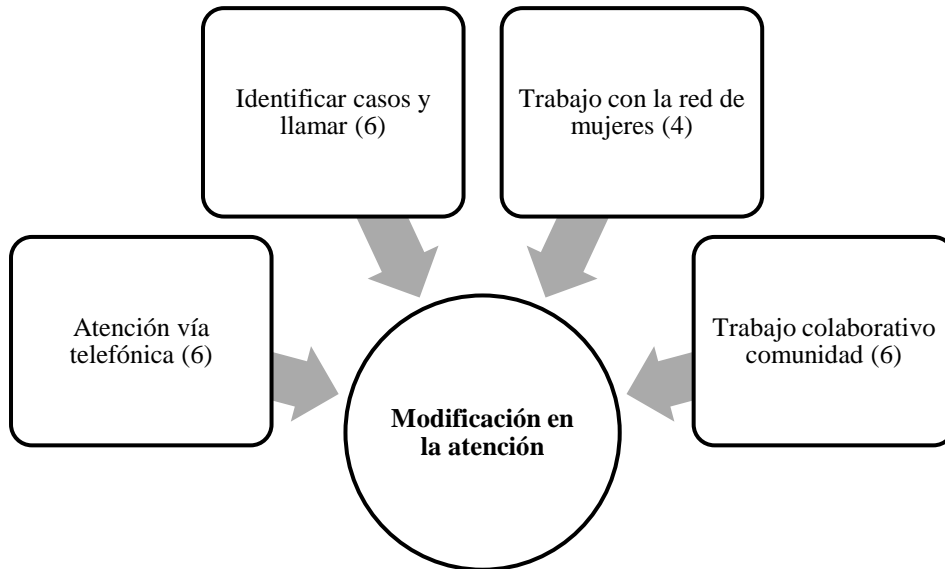 Identificar casos y
llamar (6)
Trabajo con la red de
mujeres (4)
Atención vía
telefónica (6)
Trabajo colaborativo
comunidad (6)
Modificación en
la atención